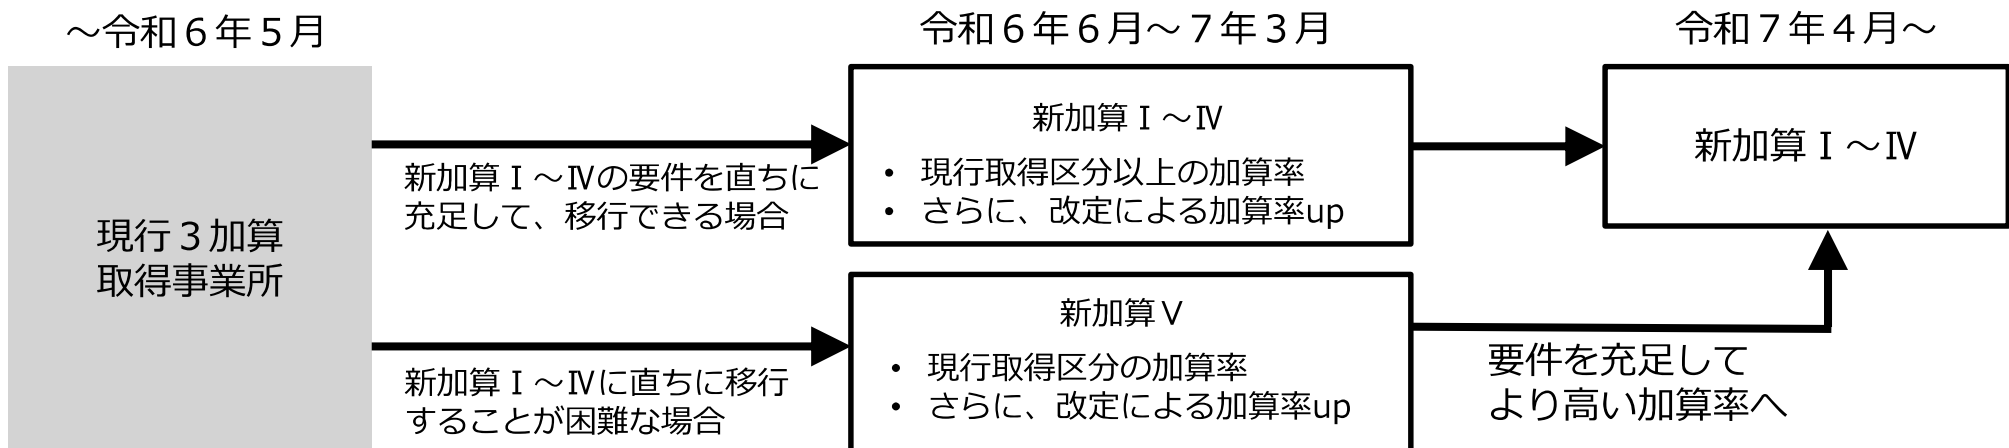 ～令和６年５月
令和６年６月～７年３月
令和７年４月～
現行３加算
取得事業所
新加算Ⅰ～Ⅳの要件を直ちに
充足して、移行できる場合
新加算Ⅰ～Ⅳ
• 現行取得区分以上の加算率
• さらに、改定による加算率up
新加算Ⅰ～Ⅳ
新加算Ⅰ～Ⅳに直ちに移行
することが困難な場合
新加算Ⅴ
• 現行取得区分の加算率
• さらに、改定による加算率up
要件を充足して
より高い加算率へ